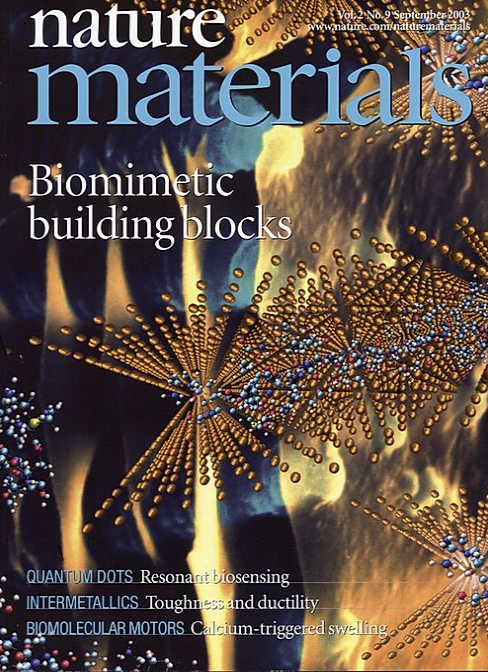 nature
Vol. 2 No. 9 September 2003
www.nature.com/naturematerials
materials
Biomimetic
building blocks
QUANTUM DOTS Resonant biosensing
INTERMETALLICS Toughness and ductility
BIOMOLECULAR MOTORS Calcium-triggered swelling